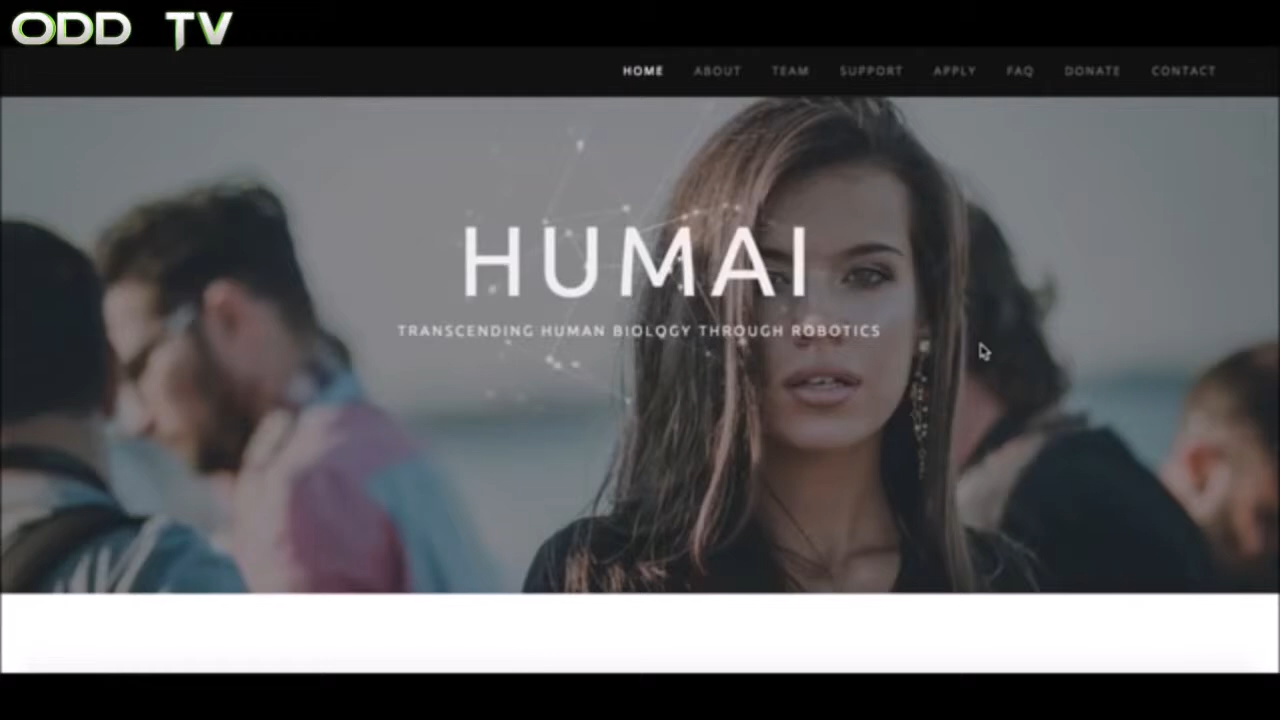 ODD TV
HOME ABOUT TEAM SUPPORT APPLY FAQ DONATE CONTACT
HUMAI
TRANSCENDING HUMAN BIOLOGY THROUGH ROBOTICS